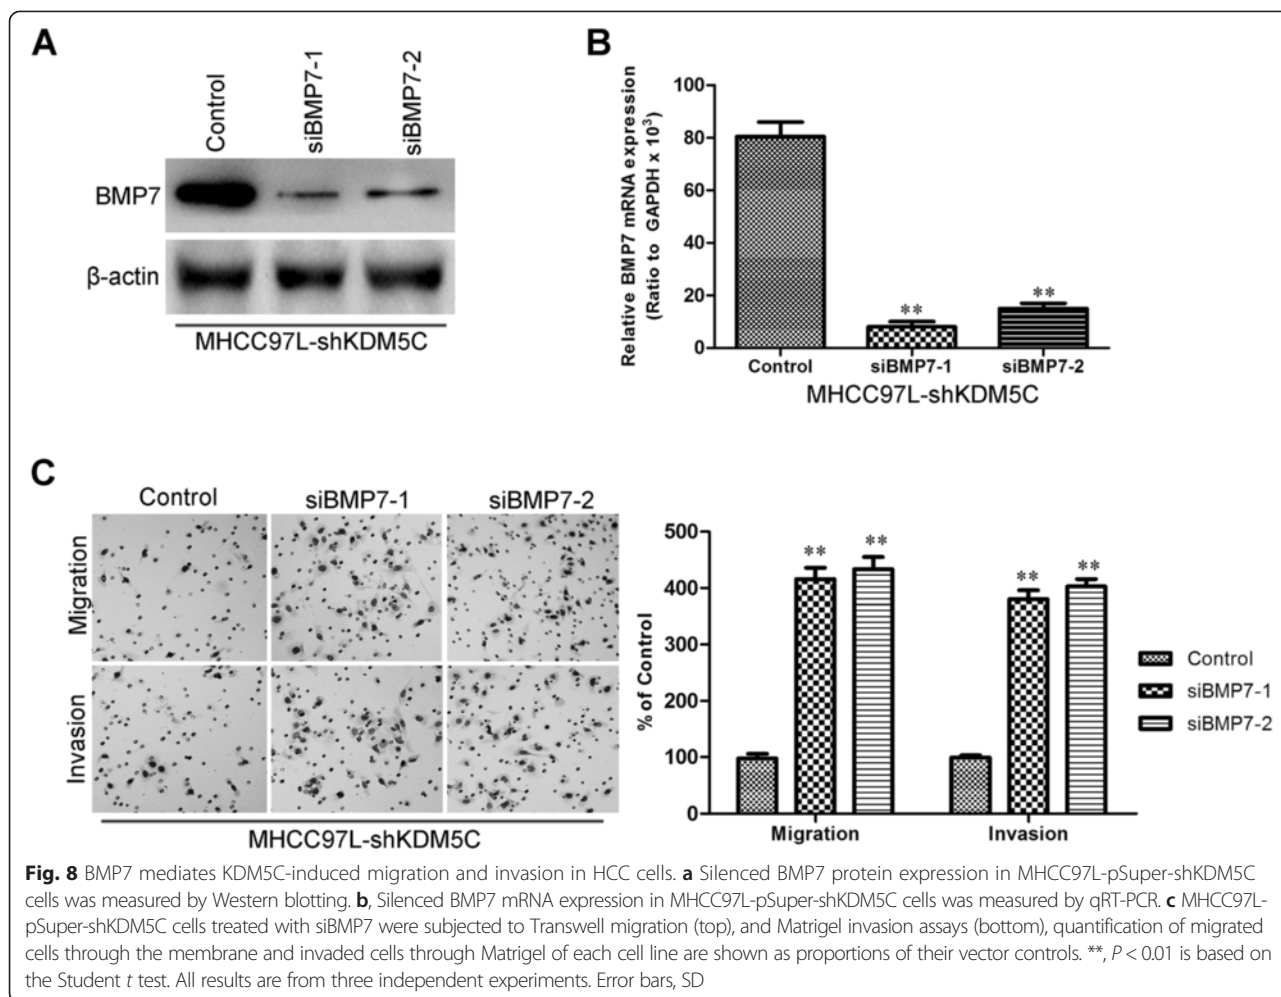 A
Control
siBMP7-1
siBMP7-2
BMP7
β-actin
MHCC97L-shKDM5C
B
Relative BMP7 mRNA expression
(Ratio to GAPDH x 10³)
100
80
60
40
20
0
**
**
Control
siBMP7-1
siBMP7-2
MHCC97L-shKDM5C
C
Control
siBMP7-1
siBMP7-2
Migration
Invasion
MHCC97L-shKDM5C
% of Control
500
400
300
200
100
0
**
**
**
**
Migration
Invasion
Control
siBMP7-1
siBMP7-2
Fig. 8 BMP7 mediates KDM5C-induced migration and invasion in HCC cells. a Silenced BMP7 protein expression in MHCC97L-pSuper-shKDM5C
cells was measured by Western blotting. b, Silenced BMP7 mRNA expression in MHCC97L-pSuper-shKDM5C cells was measured by qRT-PCR. c MHCC97L-
pSuper-shKDM5C cells treated with siBMP7 were subjected to Transwell migration (top), and Matrigel invasion assays (bottom), quantification of migrated
cells through the membrane and invaded cells through Matrigel of each cell line are shown as proportions of their vector controls. **, P < 0.01 is based on
the Student t test. All results are from three independent experiments. Error bars, SD